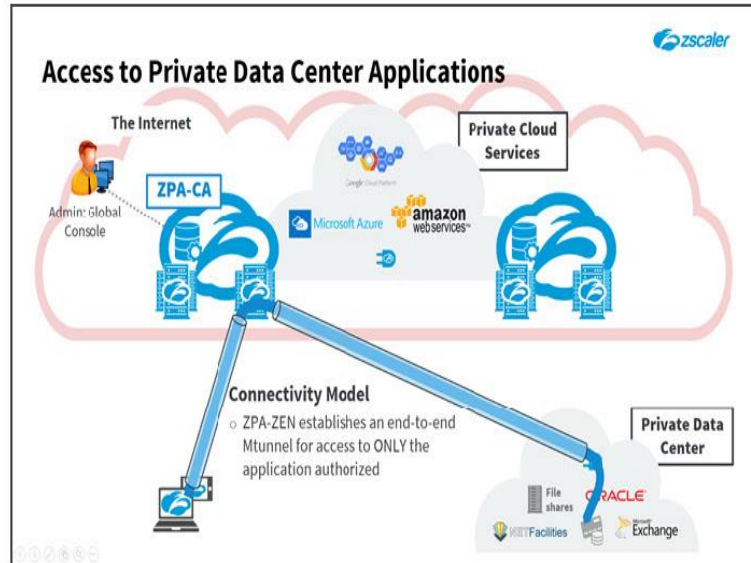 zscaler
Access to Private Data Center Applications
The Internet
Private Cloud
Services
Google Cloud Platform
ZPA-CA
Admin: Global
Console
Microsoft Azure
amazon
webservices™
Connectivity Model
ZPA-ZEN establishes an end-to-end
Mtunnel for access to ONLY the
application authorized
Private Data
Center
File
shares
ORACLE
NETFacilities
Microsoft
Exchange